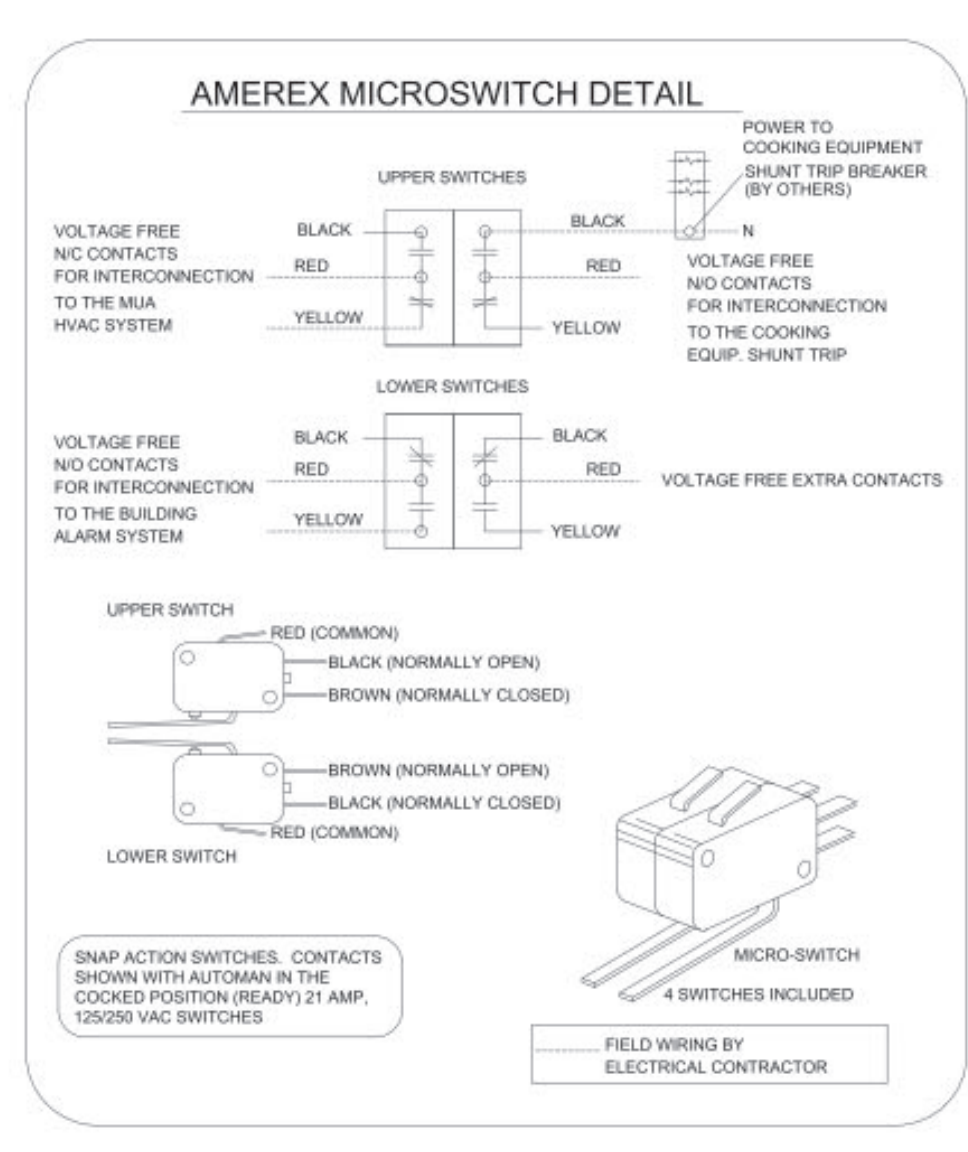 AMEREX MICROSWITCH DETAIL
POWER TO
COOKING EQUIPMENT
SHUNT TRIP BREAKER
(BY OTHERS)
UPPER SWITCHES
VOLTAGE FREE
N/C CONTACTS
FOR INTERCONNECTION
TO THE MUA
HVAC SYSTEM
BLACK
RED
YELLOW
BLACK
N
RED
YELLOW
VOLTAGE FREE
N/O CONTACTS
FOR INTERCONNECTION
TO THE COOKING
EQUIP. SHUNT TRIP
LOWER SWITCHES
VOLTAGE FREE
N/O CONTACTS
FOR INTERCONNECTION
TO THE BUILDING
ALARM SYSTEM
BLACK
RED
YELLOW
BLACK
RED
YELLOW
VOLTAGE FREE EXTRA CONTACTS
UPPER SWITCH
RED (COMMON)
BLACK (NORMALLY OPEN)
BROWN (NORMALLY CLOSED)
BROWN (NORMALLY OPEN)
BLACK (NORMALLY CLOSED)
RED (COMMON)
LOWER SWITCH
SNAP ACTION SWITCHES. CONTACTS
SHOWN WITH AUTOMAN IN THE
COCKED POSITION (READY) 21 AMP,
125/250 VAC SWITCHES
MICRO-SWITCH
4 SWITCHES INCLUDED
FIELD WIRING BY
ELECTRICAL CONTRACTOR